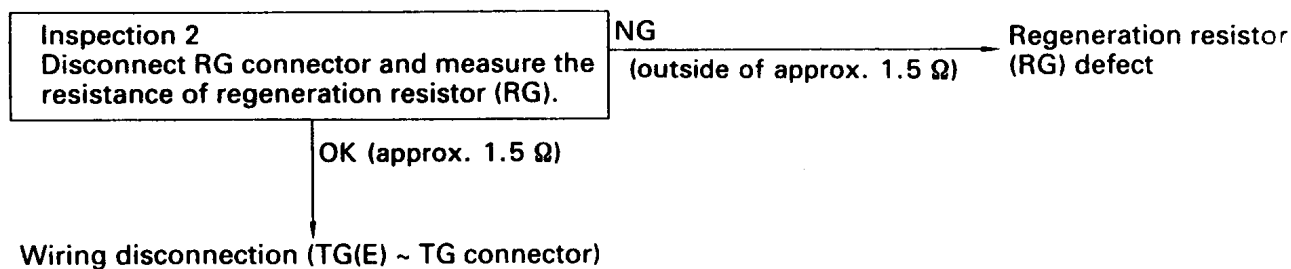 Inspection 2
Disconnect RG connector and measure the
resistance of regeneration resistor (RG).
NG
(outside of approx. 1.5 Ω)
Regeneration resistor
(RG) defect
OK (approx. 1.5 Ω)
Wiring disconnection (TG(E) ~ TG connector)